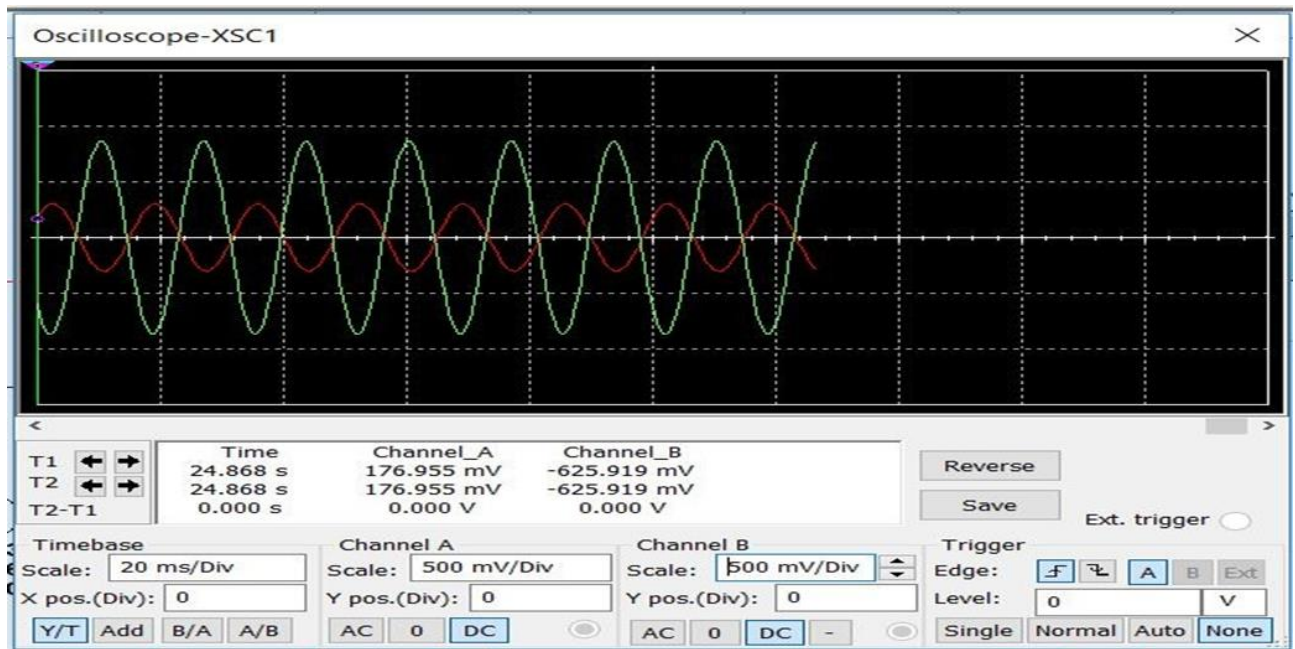 Oscilloscope-XSC1
Time Channel_A Channel_B
T1 24.868 s 176.955 mV -625.919 mV
T2 24.868 s 176.955 mV -625.919 mV
T2-T1 0.000 s 0.000 V 0.000 V
Reverse
Save
Ext. trigger
Timebase
Scale: 20 ms/Div
X pos.(Div): 0
Y/T Add B/A A/B
Channel A
Scale: 500 mV/Div
Y pos.(Div): 0
AC 0 DC
Channel B
Scale: 500 mV/Div
Y pos.(Div): 0
AC 0 DC -
Trigger
Edge: A B Ext
Level: 0 V
Single Normal Auto None